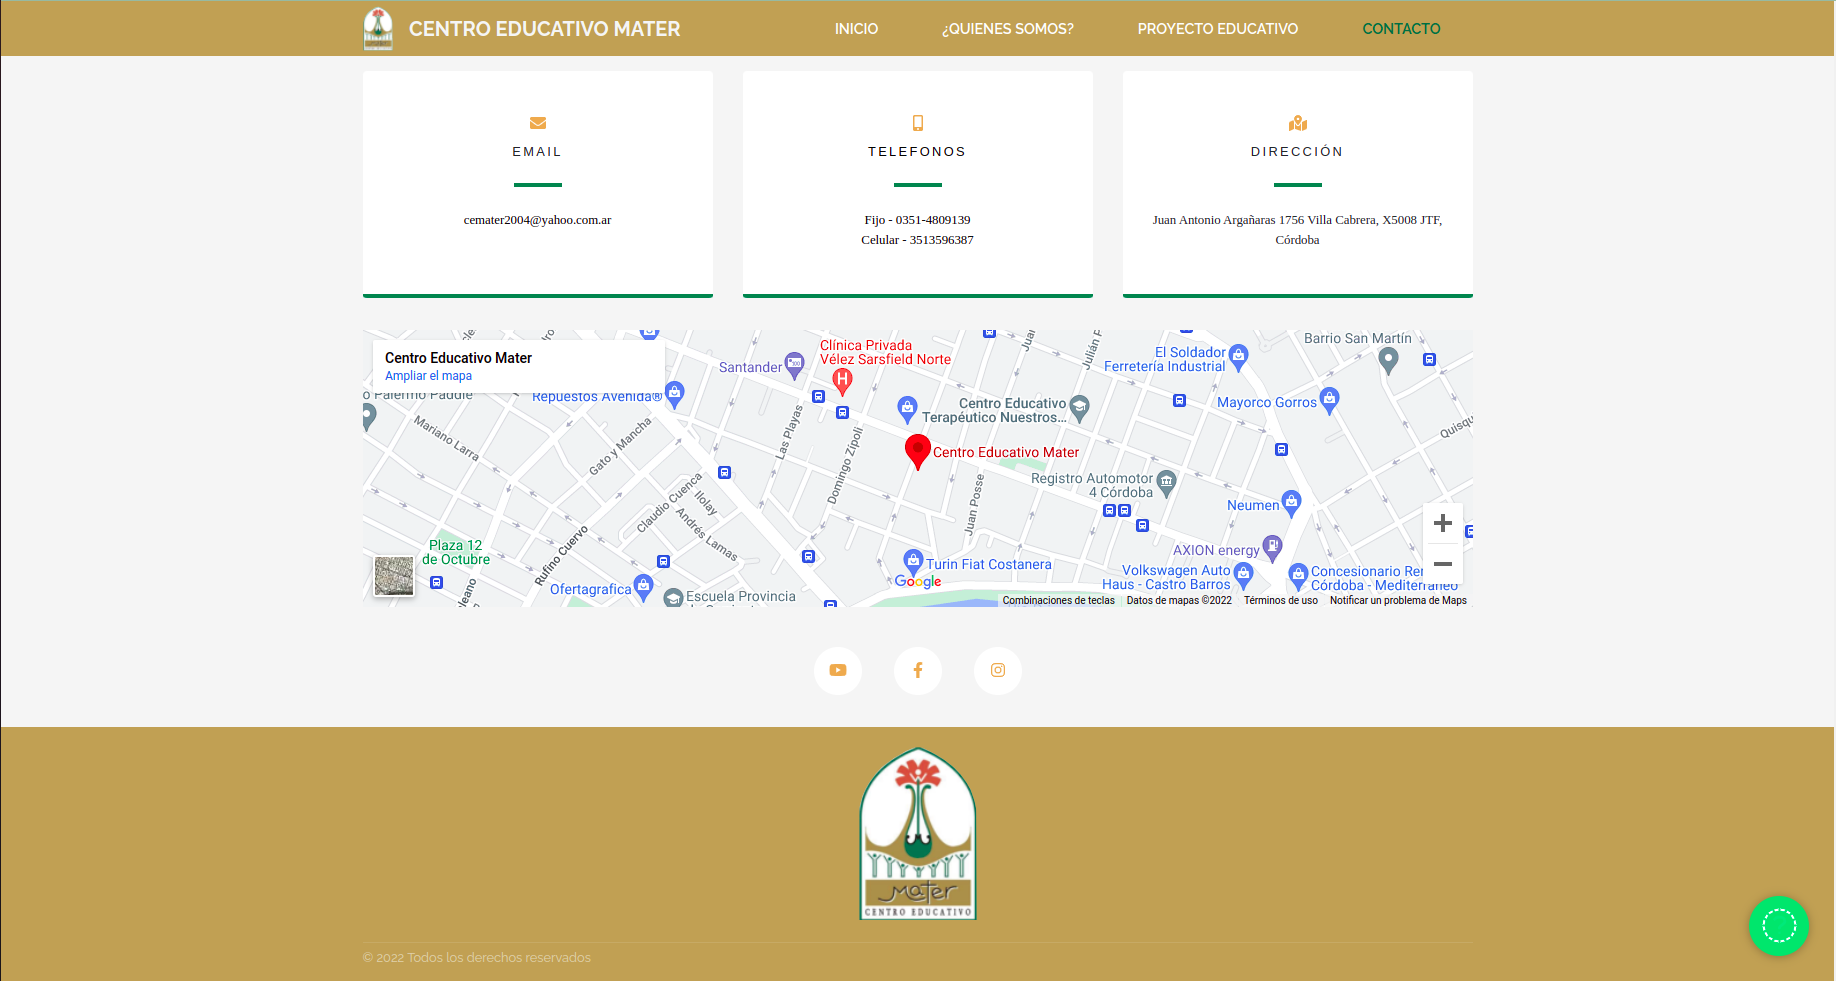 CENTRO EDUCATIVO MATER
INICIO
¿QUIENES SOMOS?
PROYECTO EDUCATIVO
CONTACTO
EMAIL
cemater2004@yahoo.com.ar
TELEFONOS
Fijo - 0351-4809139
Celular - 3513596387
DIRECCIÓN
Juan Antonio Argañaras 1756 Villa Cabrera, X5008 JTF,
Córdoba
Centro Educativo Mater
Ampliar el mapa
o Palermo Paddle
Repuestos Avenida®
Santander
Clínica Privada
Vélez Sarsfield Norte
El Soldador
Ferretería Industrial
Barrio San Martín
Mayorco Gorros
Centro Educativo
Terapéutico Nuestros...
Centro Educativo Mater
Registro Automotor
4 Córdoba
Neumen
AXION energy
Mariano Larra
Gato y Mancha
Las Playas
Domingo Zípoli
Juan Posse
Claudio Cuenca
Ilolay
Andrés Lamas
Rufino Cuervo
Plaza 12
de Octubre
Ofertagrafica
Escuela Provincia
Turin Fiat Costanera
Google
Volkswagen Auto
Haus - Castro Barros
Concesionario Ren
Córdoba - Mediterráneo
Combinaciones de teclas
Datos de mapas ©2022
Términos de uso
Notificar un problema de Maps
Mater
CENTRO EDUCATIVO
© 2022 Todos los derechos reservados